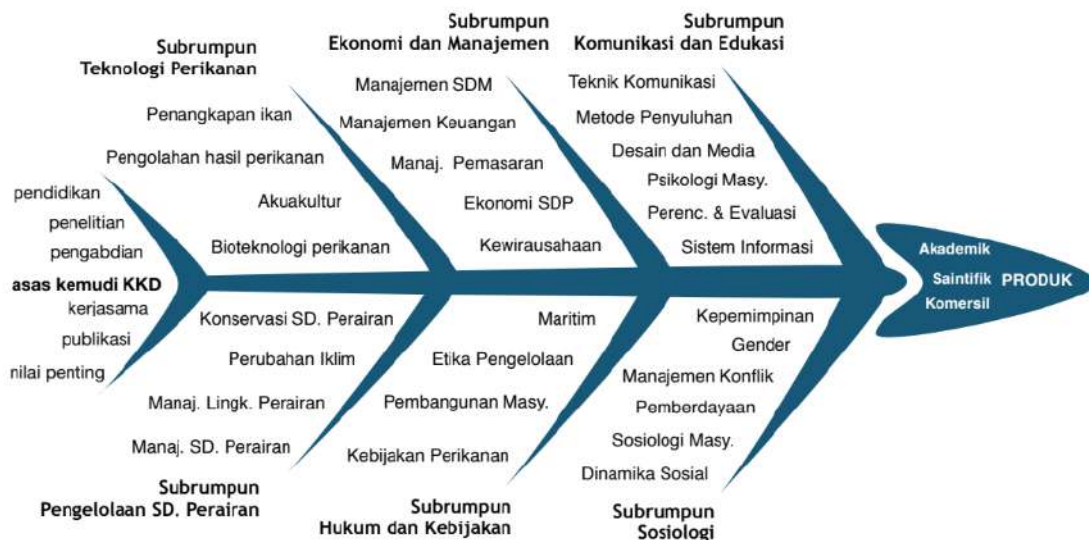 Subrumpun
Teknologi Perikanan
Penangkapan ikan
Pengolahan hasil perikanan
Akuakultur
Bioteknologi perikanan
Subrumpun
Ekonomi dan Manajemen
Manajemen SDM
Manajemen Keuangan
Manaj. Pemasaran
Ekonomi SDP
Kewirausahaan
Subrumpun
Komunikasi dan Edukasi
Teknik Komunikasi
Metode Penyuluhan
Desain dan Media
Psikologi Masy.
Perenc. & Evaluasi
Sistem Informasi
pendidikan
penelitian
pengabdian
asas kemudi KKD
kerjasama
publikasi
nilai penting
Akademik
Saintifik
Komersil
PRODUK
Konservasi SD. Perairan
Perubahan Iklim
Manaj. Lingk. Perairan
Manaj. SD. Perairan
Subrumpun
Pengelolaan SD. Perairan
Maritim
Etika Pengelolaan
Pembangunan Masy.
Kebijakan Perikanan
Subrumpun
Hukum dan Kebijakan
Kepemimpinan
Gender
Manajemen Konflik
Pemberdayaan
Sosiologi Masy.
Dinamika Sosial
Subrumpun
Sosiologi